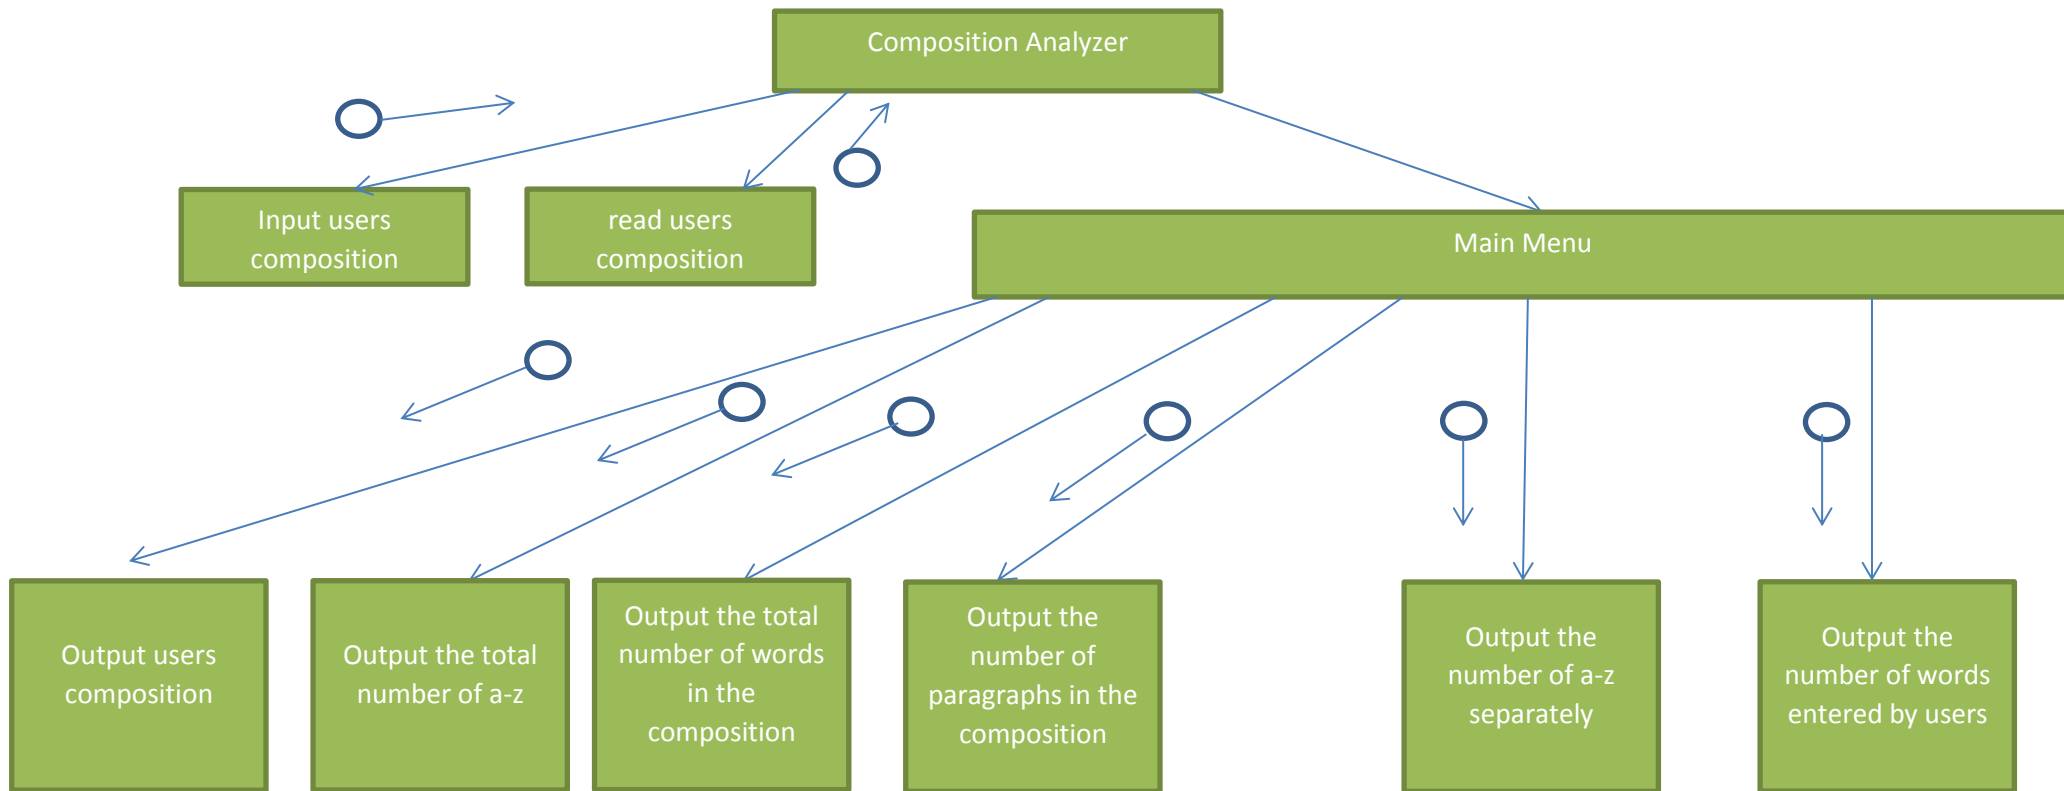 Composition Analyzer
Input users
composition
read users
composition
Main Menu
Output users
composition
Output the total
number of a-z
Output the total
number of words
in the
composition
Output the
number of
paragraphs in the
composition
Output the
number of a-z
separately
Output the
number of words
entered by users